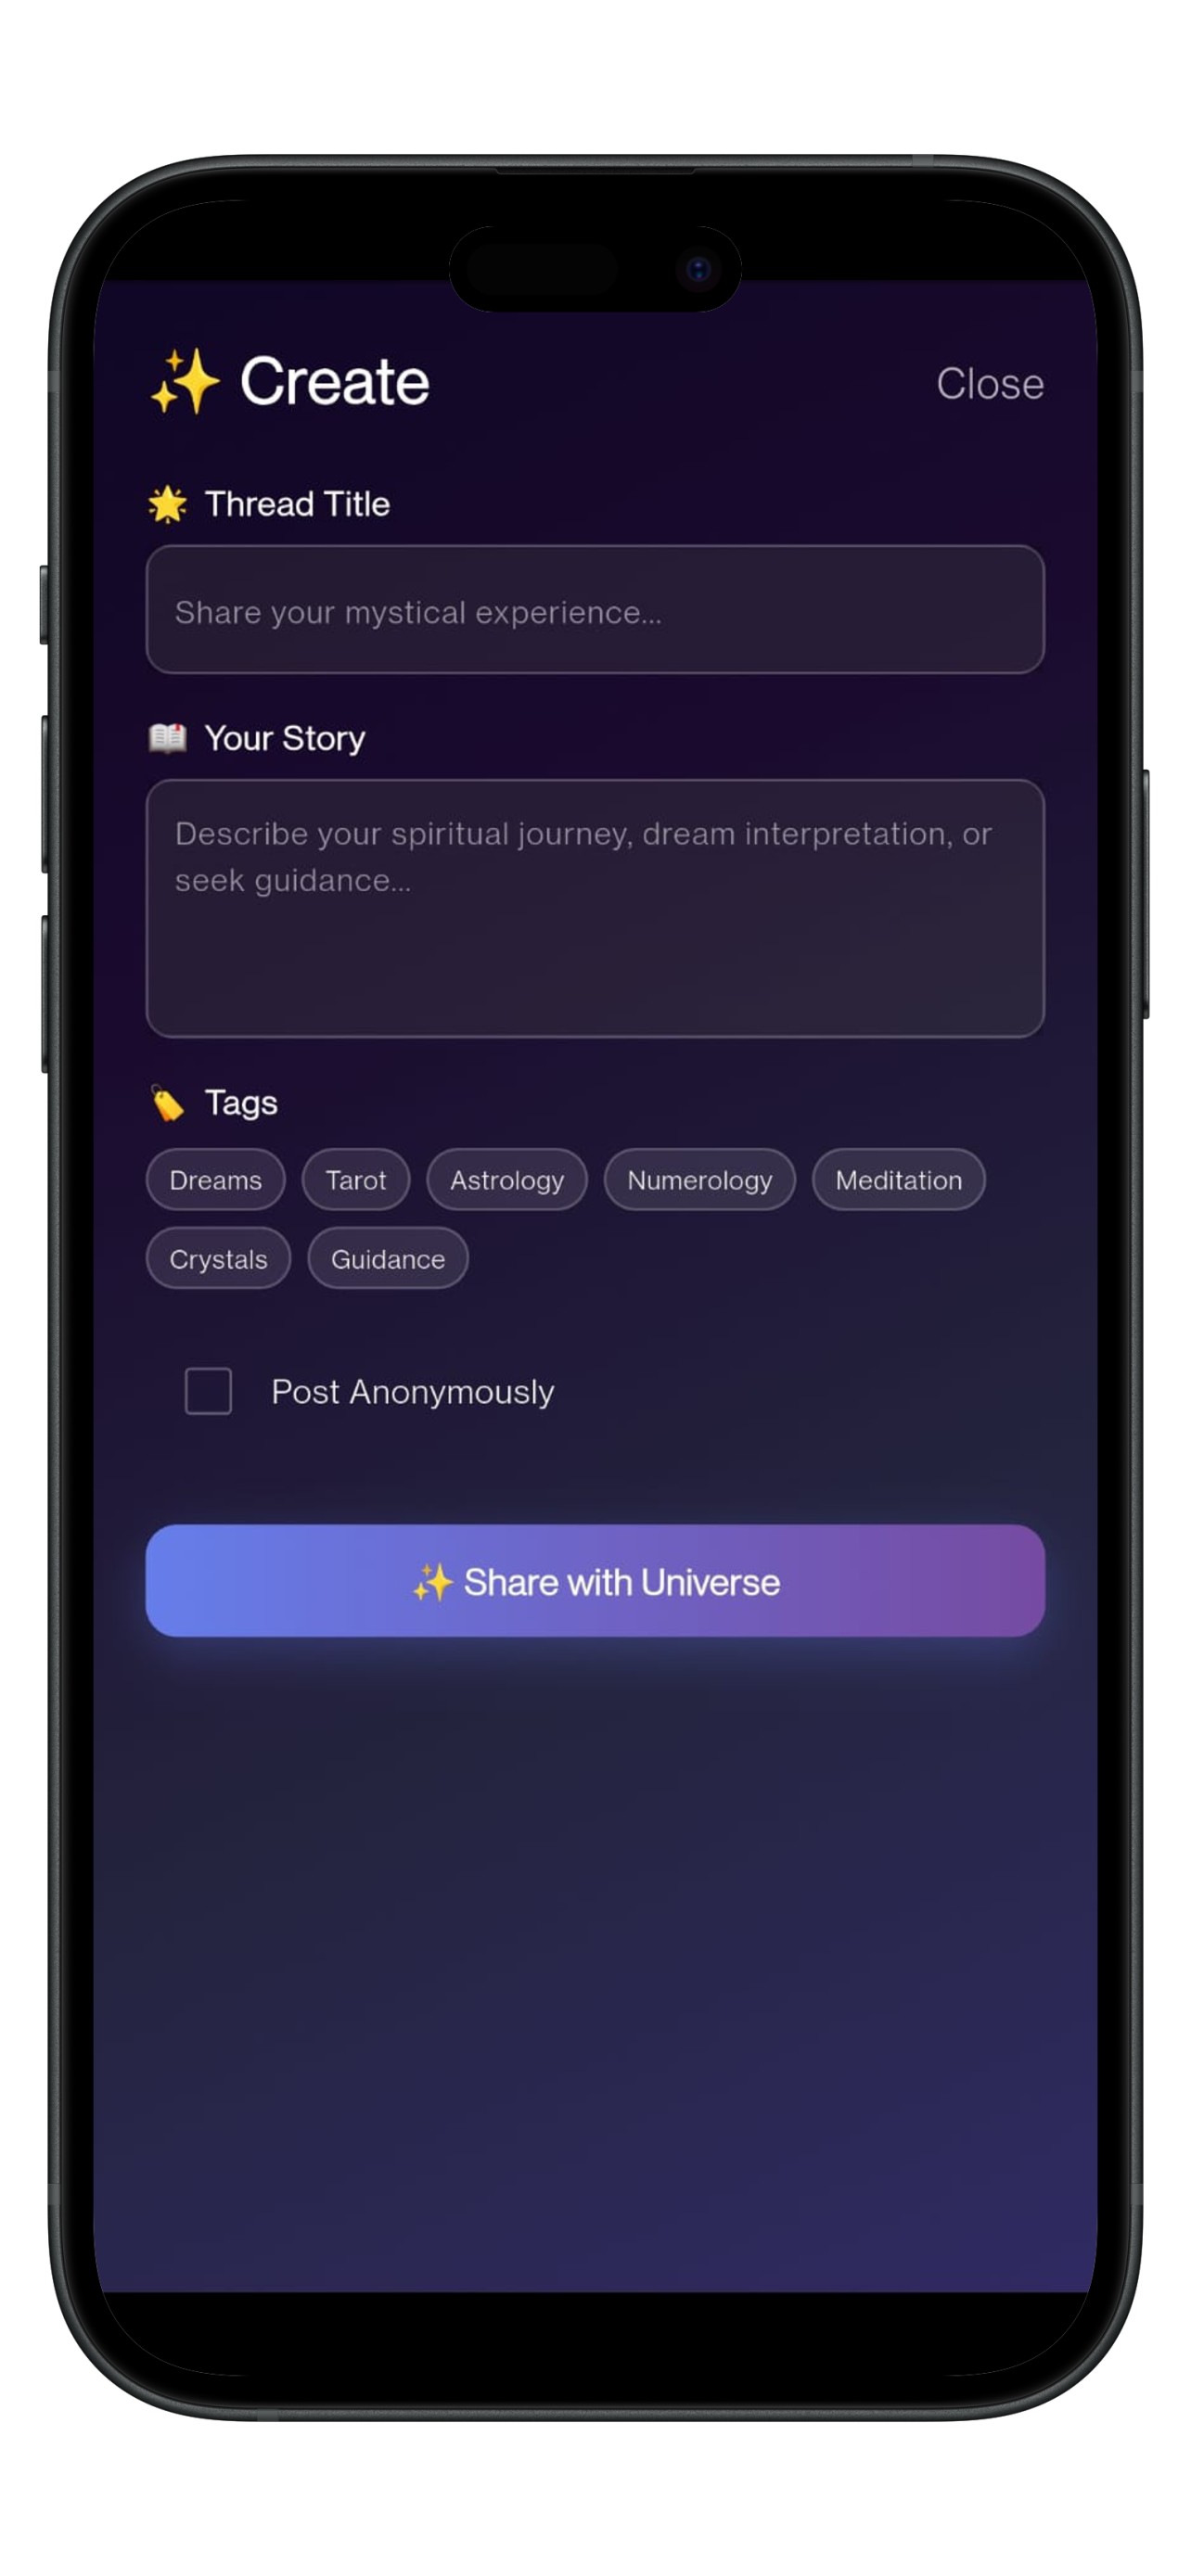 ✨ Create
Close
🌟 Thread Title
Share your mystical experience...
📖 Your Story
Describe your spiritual journey, dream interpretation, or
seek guidance...
🏷️ Tags
Dreams Tarot Astrology Numerology Meditation
Crystals Guidance
Post Anonymously
✨ Share with Universe